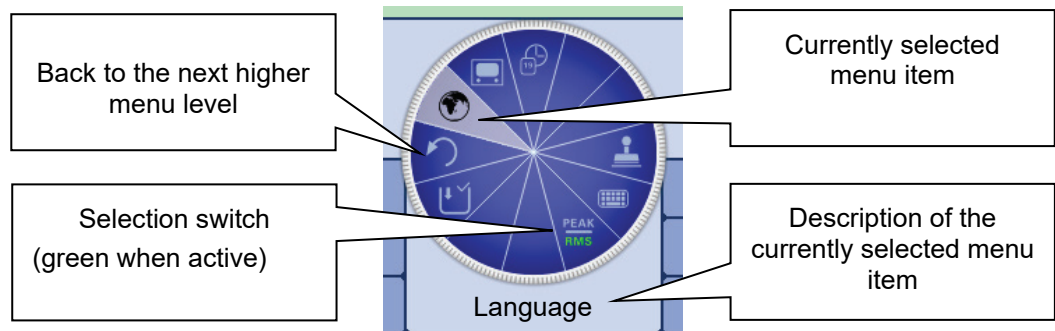 Back to the next higher
menu level
Currently selected
menu item
19
Selection switch
(green when active)
PEAK
RMS
Description of the
currently selected menu
item
Language